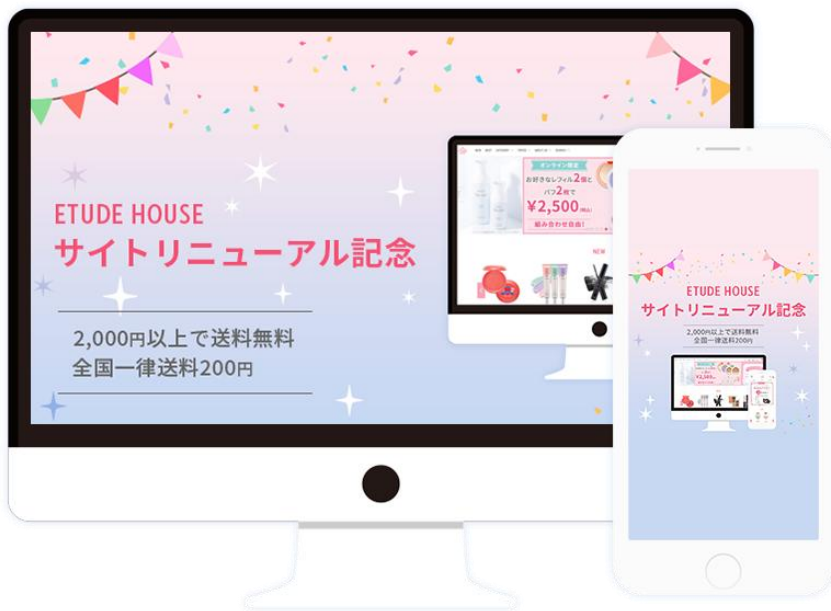 ETUDE HOUSE
サイトリニューアル記念
2,000円以上で送料無料
全国一律送料200円
オンライン限定
お好きなレフィル2個と
パフ2枚で
¥2,500(税込)
組み合わせ自由!
NEW
ETUDE HOUSE
サイトリニューアル記念
2,000円以上で送料無料
全国一律送料200円